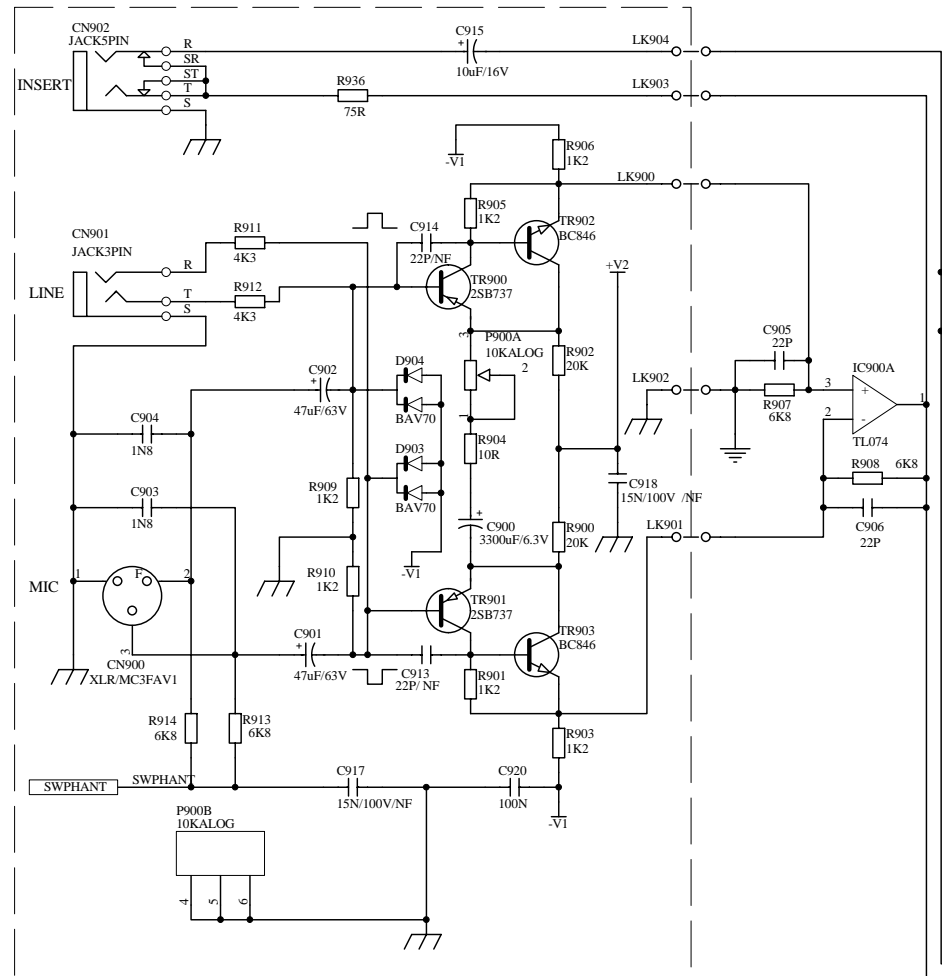 CN902
JACK5PIN
INSERT
R
SR
ST
T
S
C915
+
10uF/16V
LK904
R936
75R
LK903
-V1
R906
1K2
LK900
R905
1K2
TR902
BC846
CN901
JACK3PIN
LINE
R
T
S
R911
4K3
R912
4K3
C914
22P/NF
TR900
2SB737
+V2
3
P900A
10KALOG
2
1
R902
20K
C905
22P
LK902
R907
6K8
IC900A
3
+
2
-
1
TL074
C902
+
47uF/63V
D904
BAV70
D903
BAV70
R904
10R
C904
1N8
C903
1N8
R909
1K2
R910
1K2
-V1
C900
+
3300uF/6.3V
R900
20K
C918
15N/100V /NF
LK901
R908
6K8
C906
22P
MIC
1
F
2
3
CN900
XLR/MC3FAV1
TR901
2SB737
TR903
BC846
C901
+
47uF/63V
C913
22P/ NF
R901
1K2
R903
1K2
R914
6K8
R913
6K8
SWPHANT
SWPHANT
C917
15N/100V/NF
C920
100N
-V1
P900B
10KALOG
4
5
6